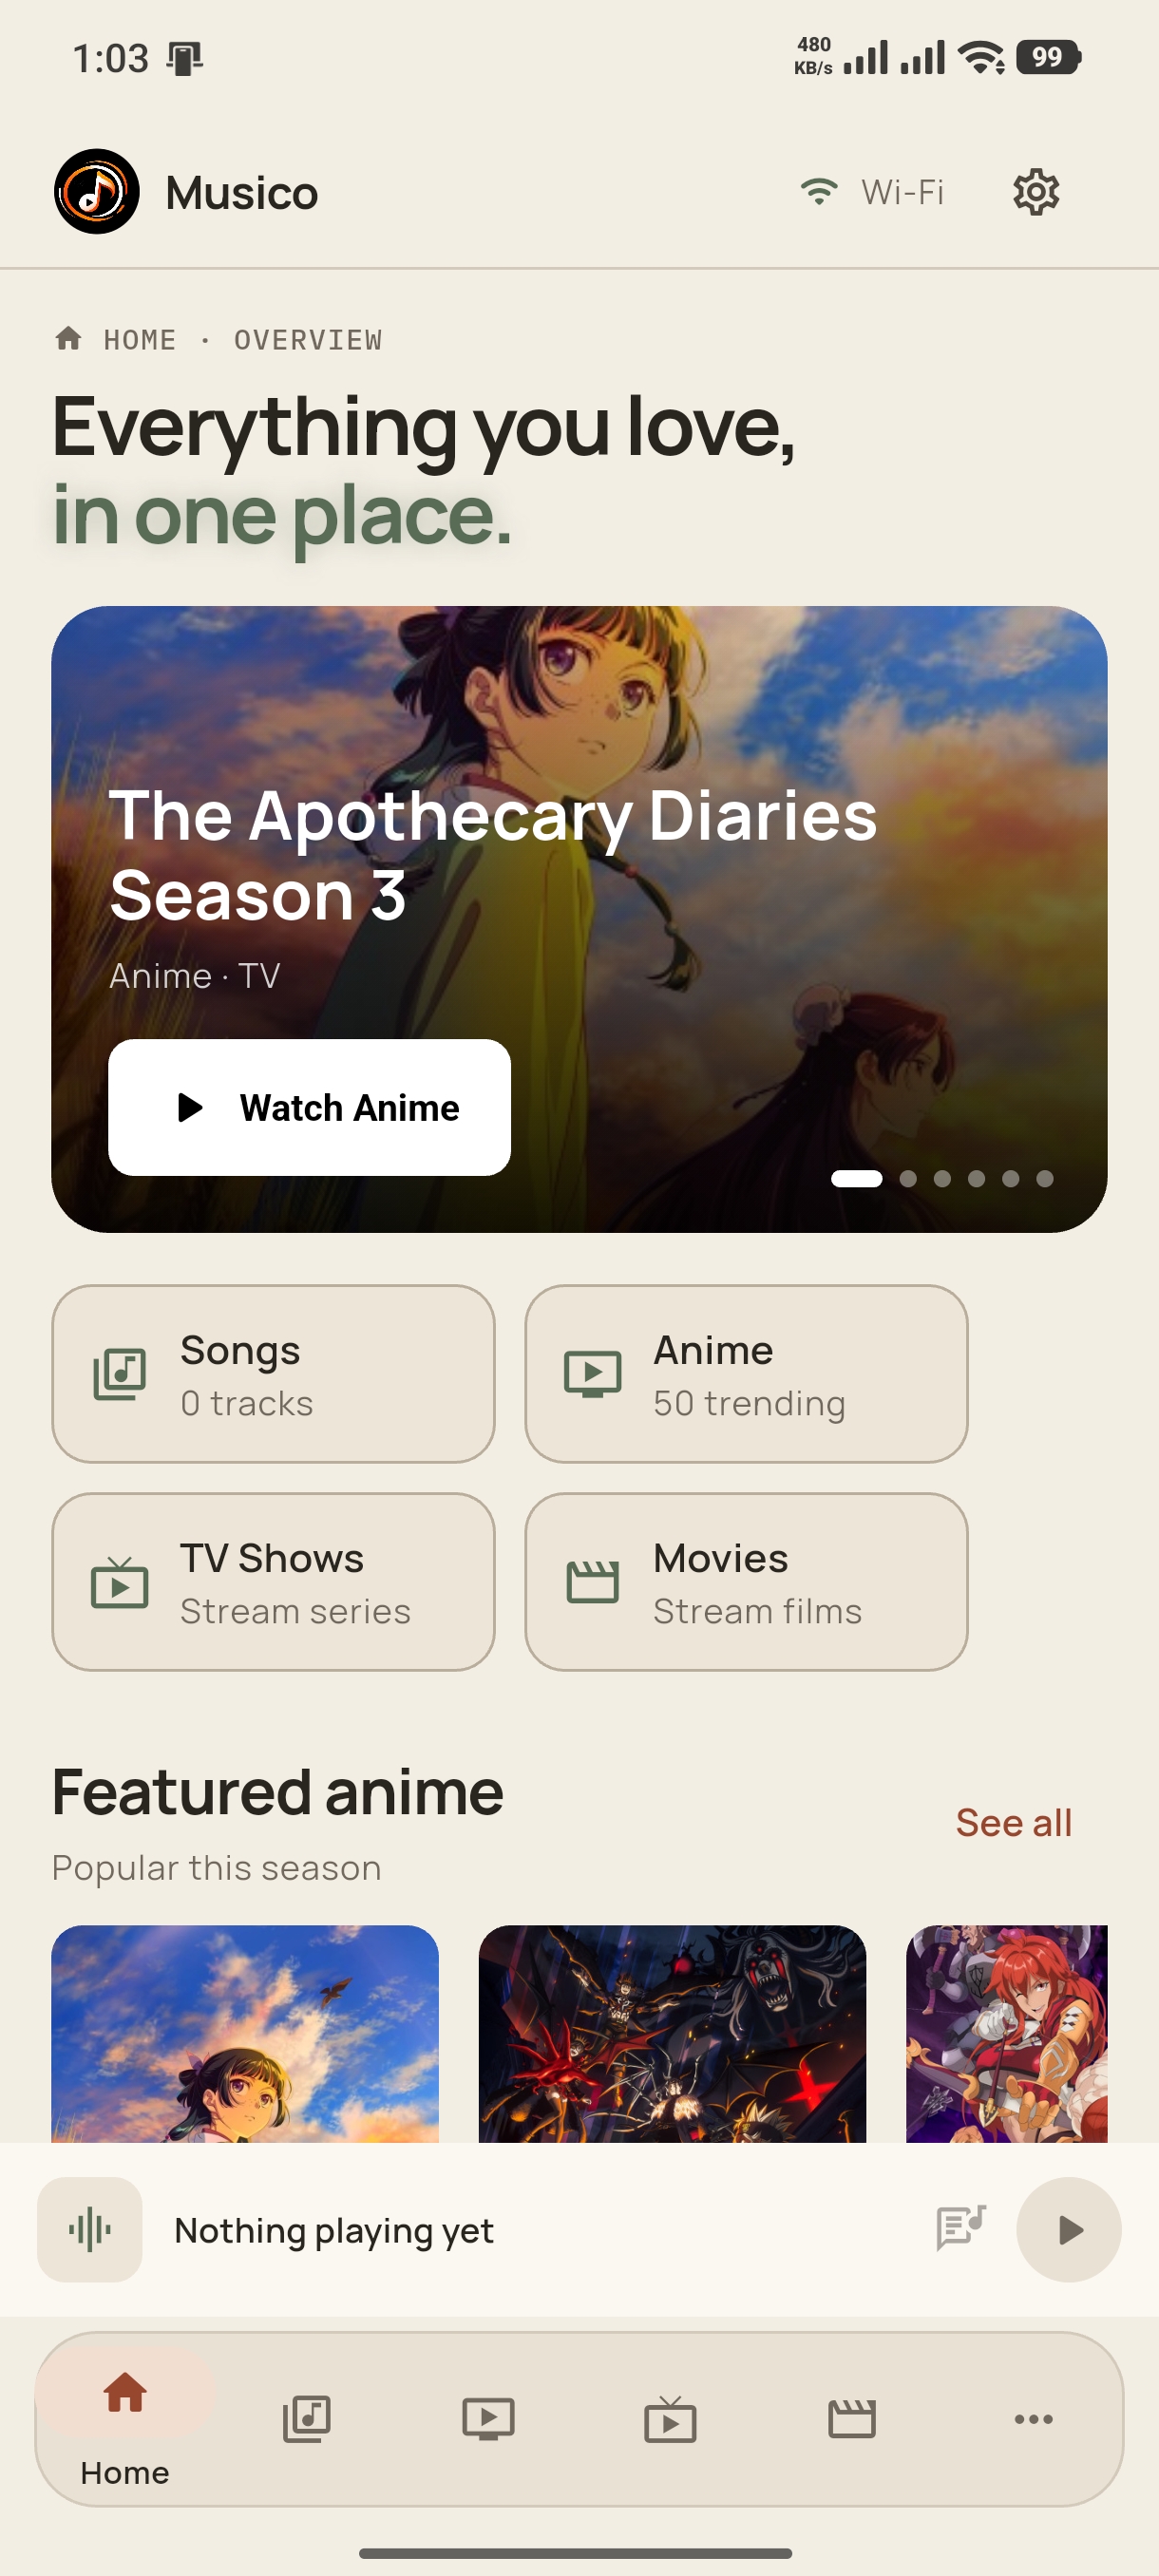 1:03
480
KB/s
99
Musico
Wi-Fi
HOME · OVERVIEW
Everything you love,
in one place.
The Apothecary Diaries
Season 3
Anime · TV
Watch Anime
Songs
0 tracks
Anime
50 trending
TV Shows
Stream series
Movies
Stream films
Featured anime
See all
Popular this season
Nothing playing yet
Home